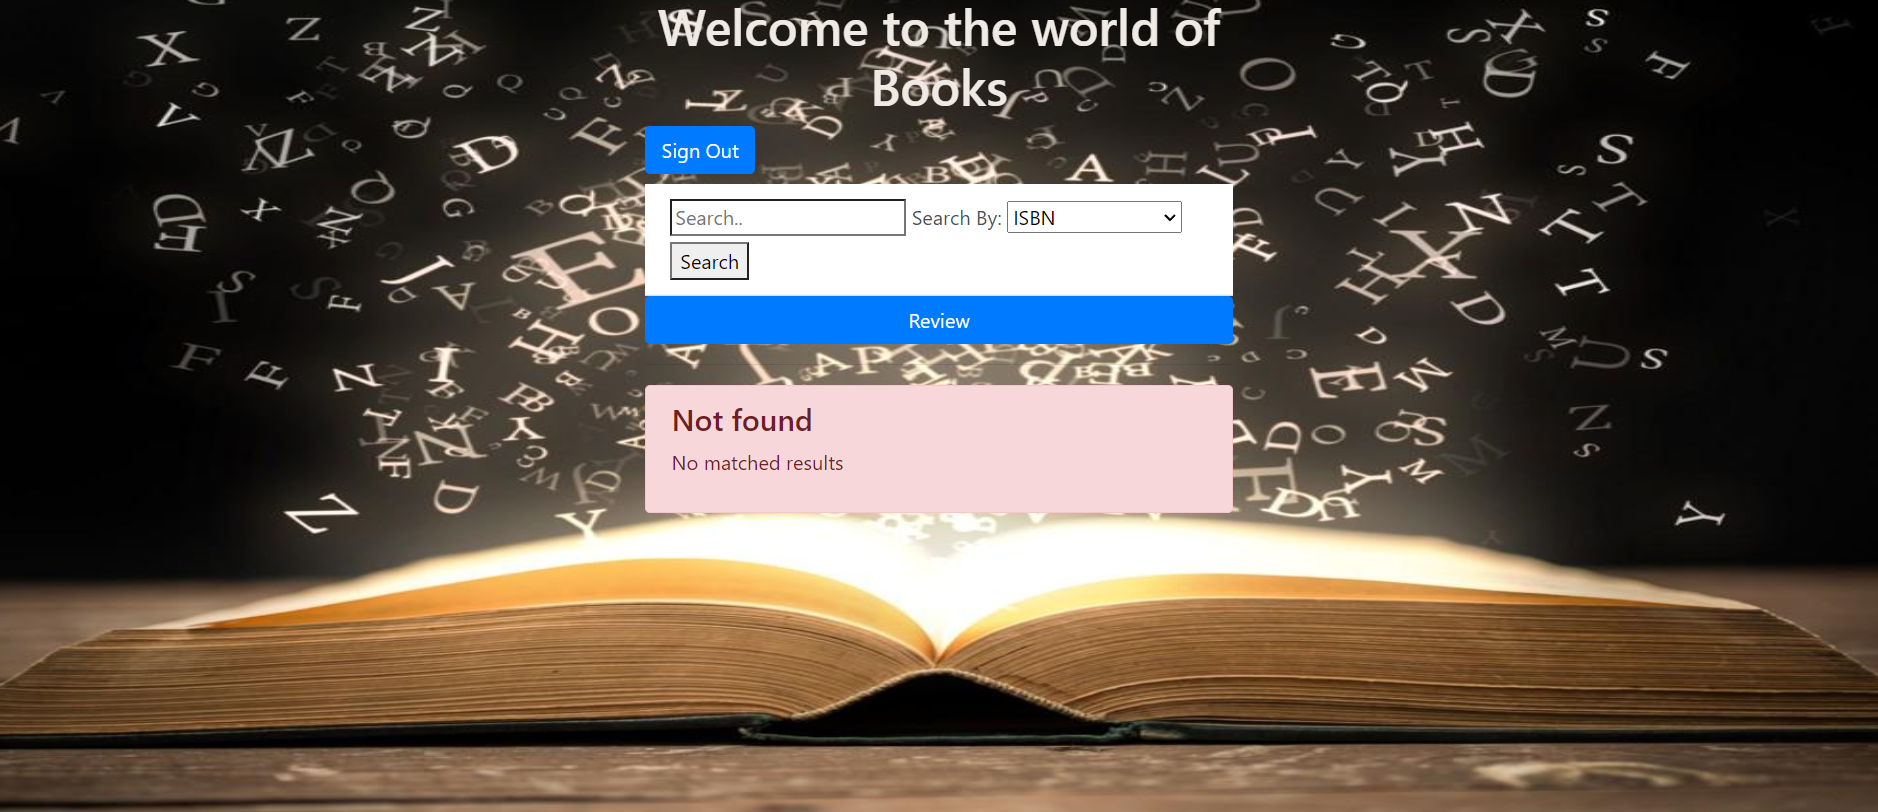 Welcome to the world of
Books
Sign Out
Search.. Search By: ISBN
Search
Review
Not found
No matched results